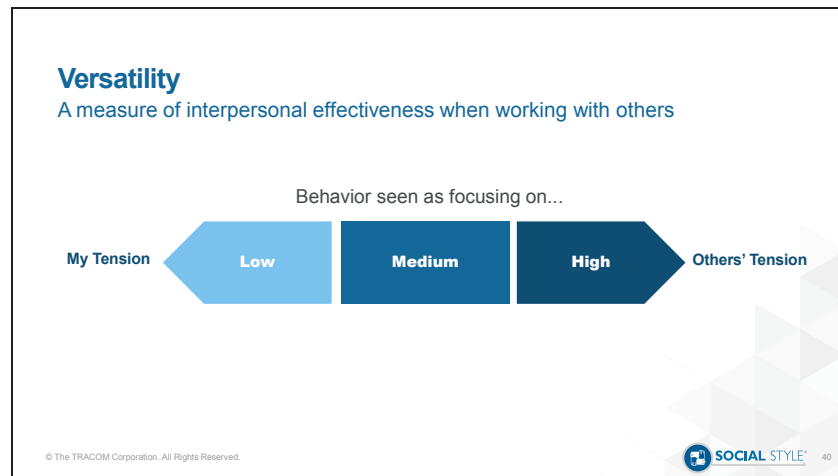 Versatility
A measure of interpersonal effectiveness when working with others
Behavior seen as focusing on...
My Tension
Low
Medium
High
Others' Tension
© The TRACOM Corporation. All Rights Reserved.
SOCIAL STYLE®
40